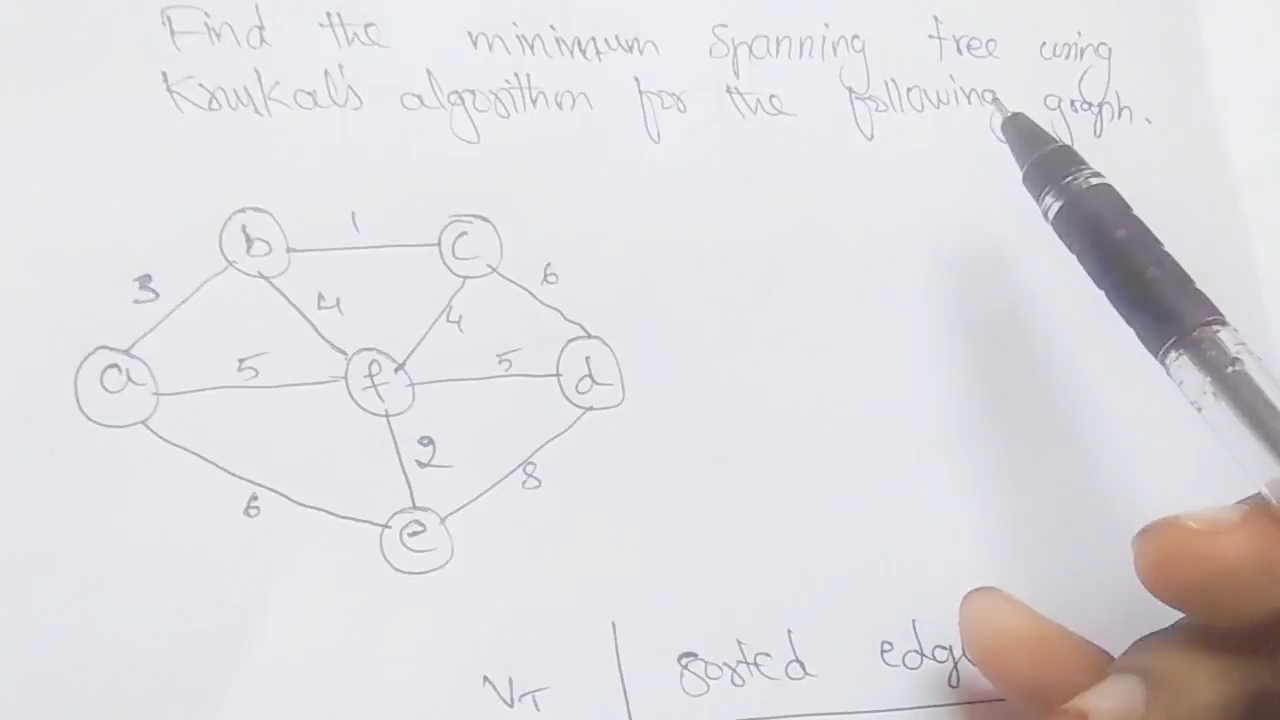 Find the minimum spanning tree using
Kruskal's algorithm for the following graph.
1
b c
3 4 4 6
a 5 f 5 d
2
6 8
e
VT sorted edge